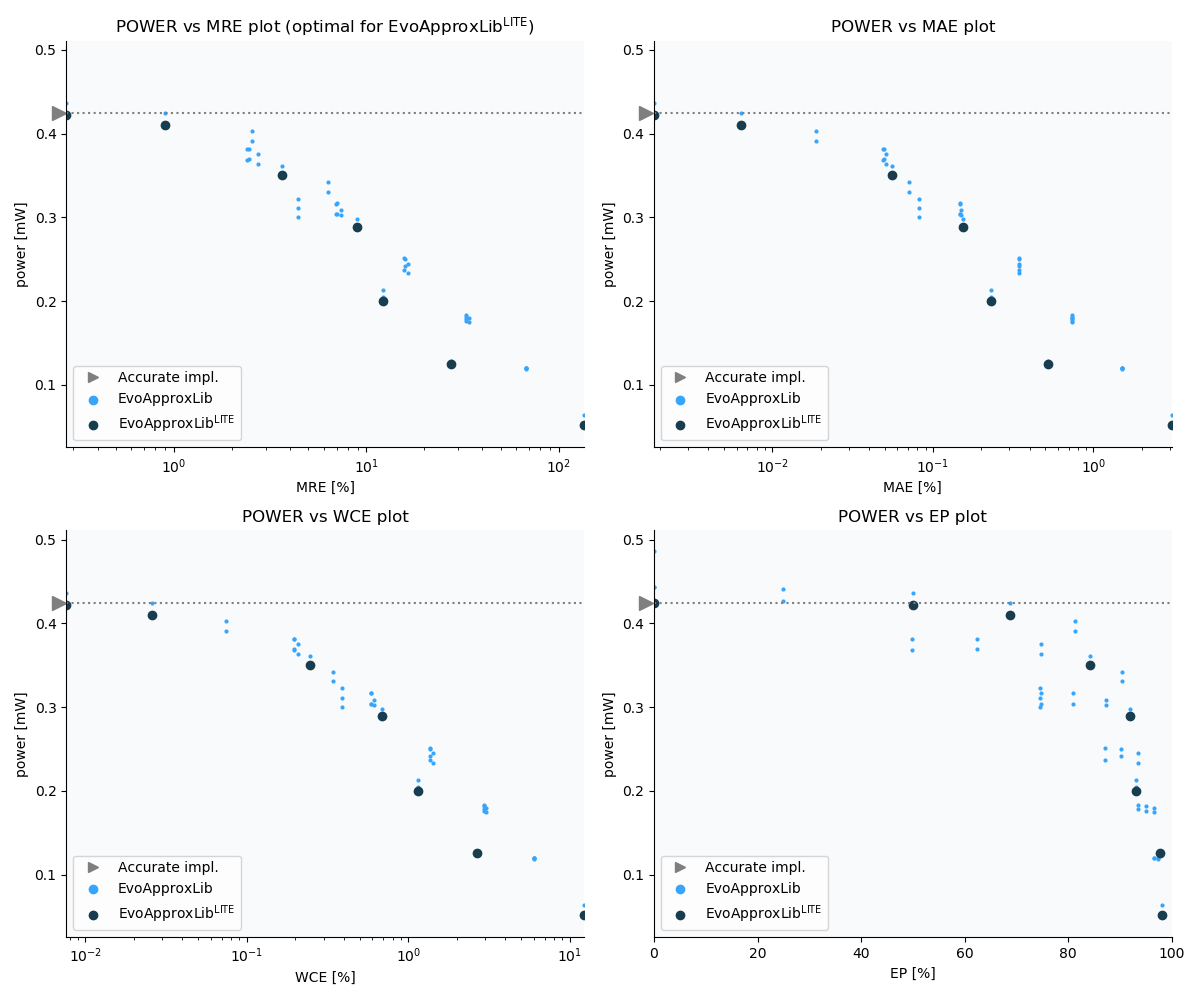 POWER vs MRE plot (optimal for EvoApproxLib^LITE)
0.5
0.4
0.3
0.2
0.1
power [mW]
Accurate impl.
EvoApproxLib
EvoApproxLib^LITE
10^0
10^1
10^2
MRE [%]
POWER vs MAE plot
0.5
0.4
0.3
0.2
0.1
power [mW]
Accurate impl.
EvoApproxLib
EvoApproxLib^LITE
10^−2
10^−1
10^0
MAE [%]
POWER vs WCE plot
0.5
0.4
0.3
0.2
0.1
power [mW]
Accurate impl.
EvoApproxLib
EvoApproxLib^LITE
10^−2
10^−1
10^0
10^1
WCE [%]
POWER vs EP plot
0.5
0.4
0.3
0.2
0.1
power [mW]
Accurate impl.
EvoApproxLib
EvoApproxLib^LITE
0
20
40
60
80
100
EP [%]